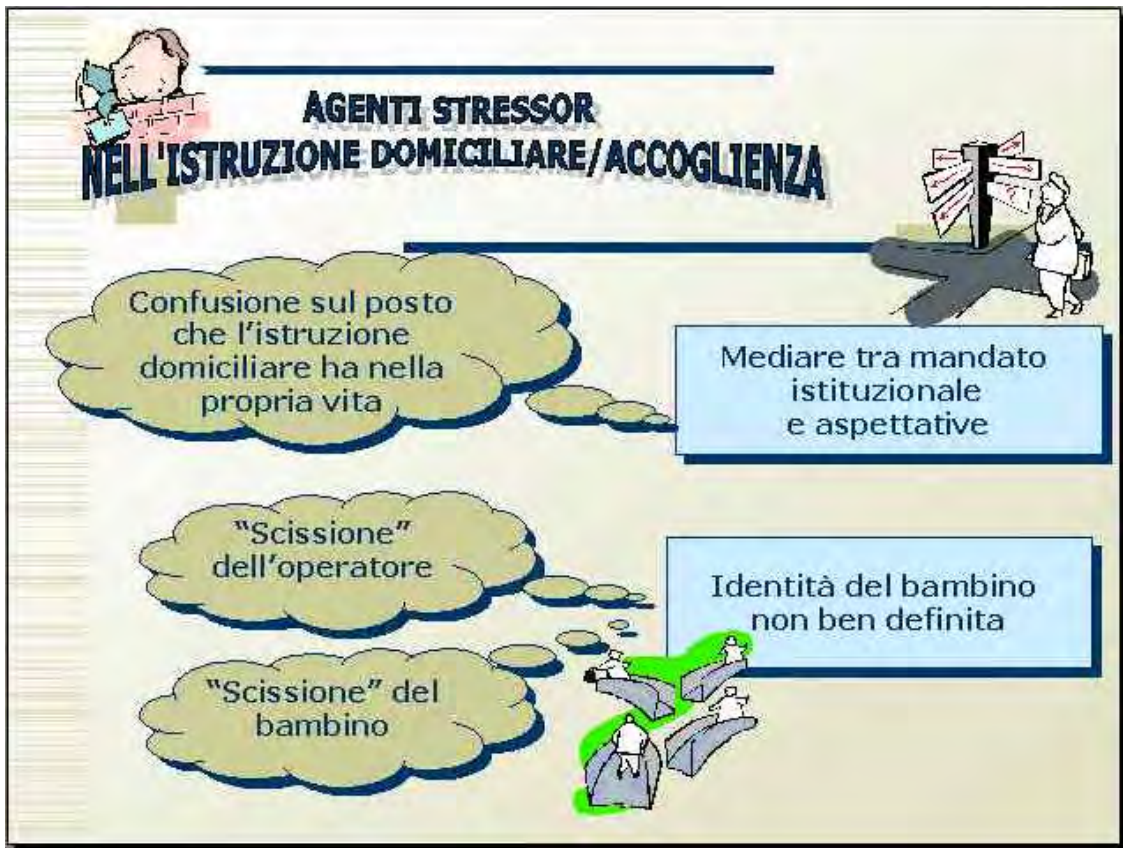 AGENTI STRESSOR
NELL'ISTRUZIONE DOMICILIARE/ACCOGLIENZA
Confusione sul posto
che l'istruzione
domiciliare ha nella
propria vita
Mediare tra mandato
istituzionale
e aspettative
"Scissione"
dell'operatore
Identità del bambino
non ben definita
"Scissione" del
bambino